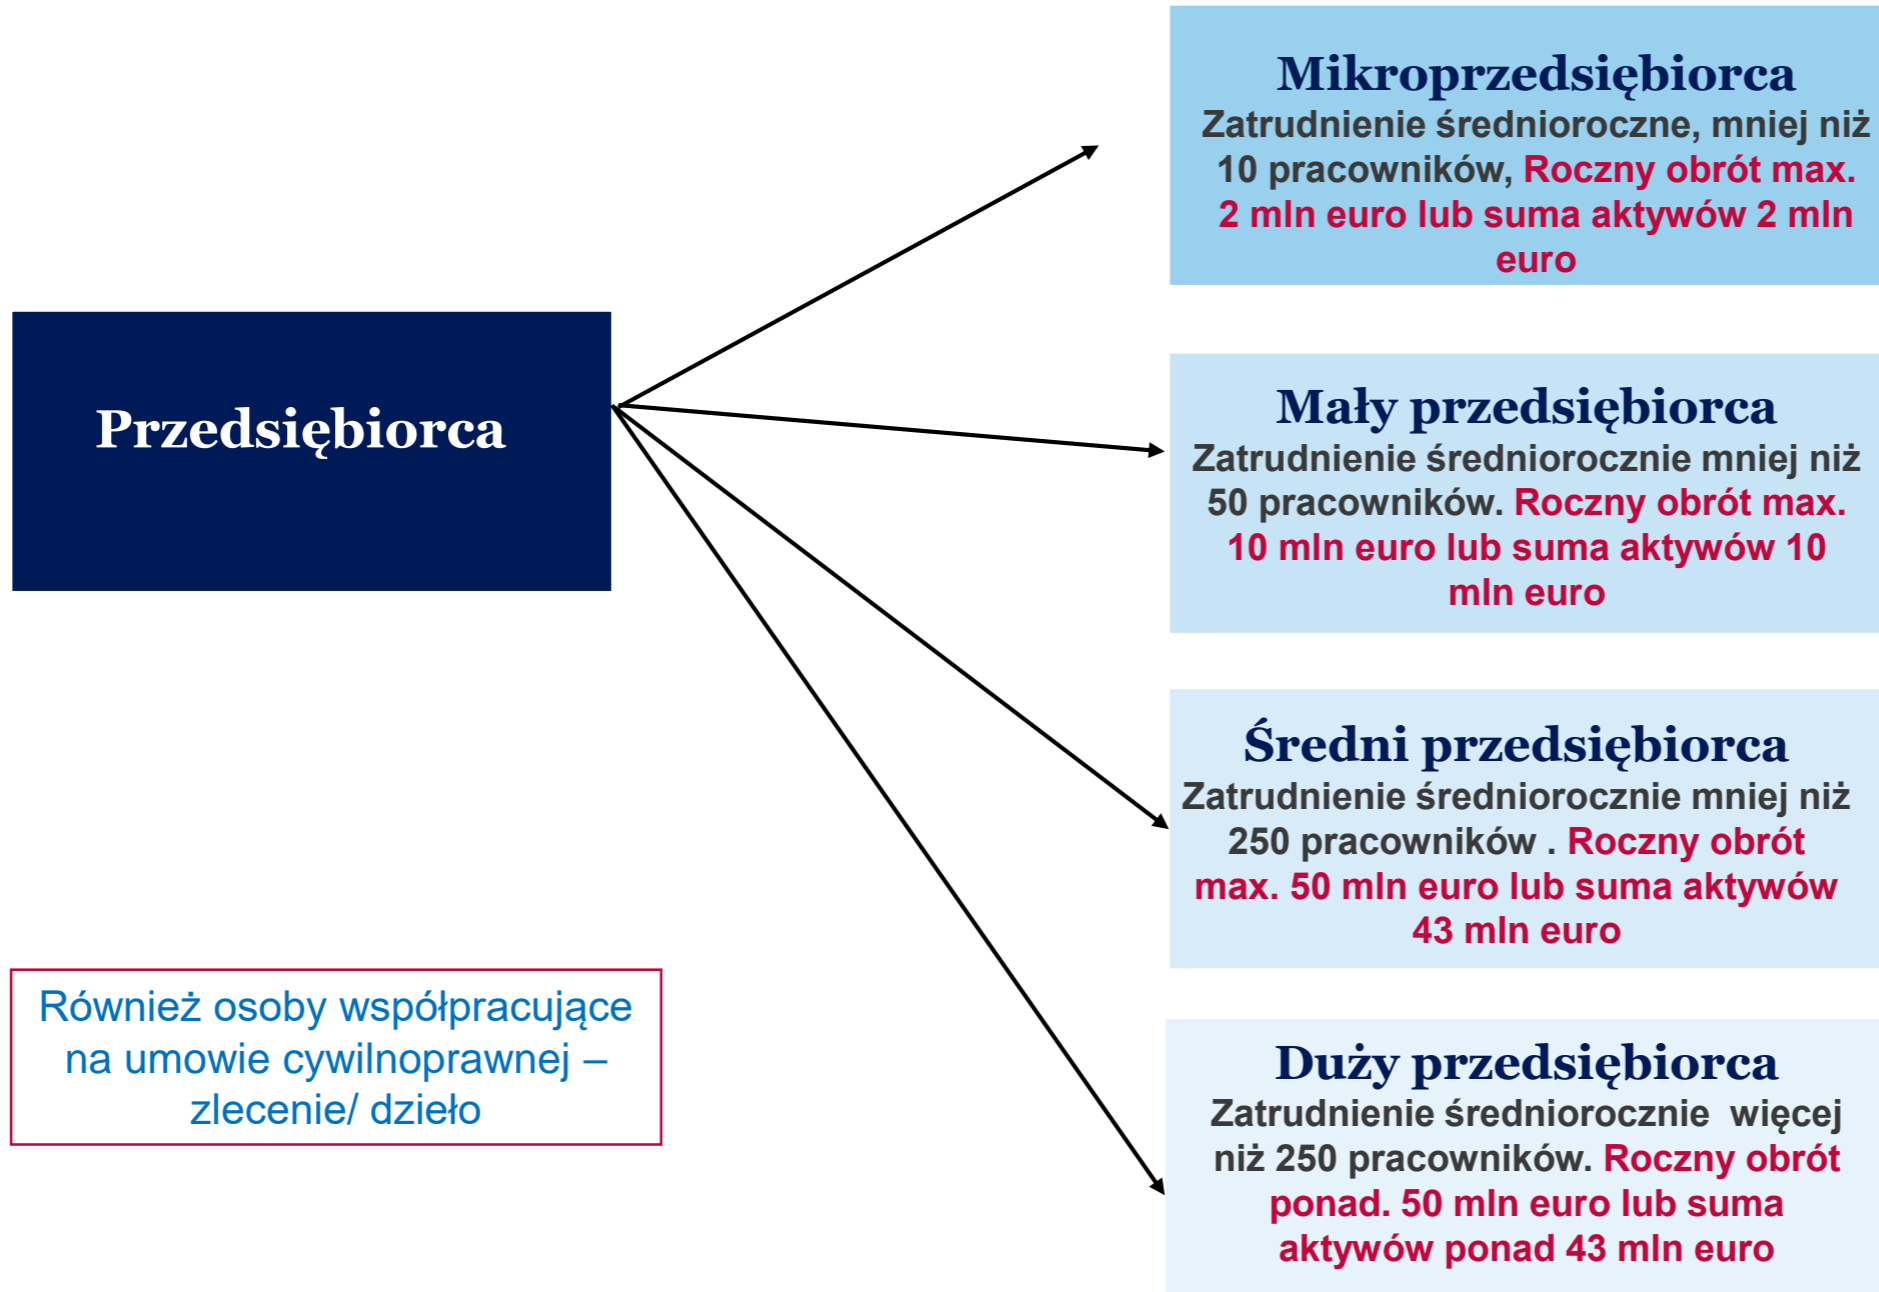 Przedsiębiorca
Również osoby współpracujące
na umowie cywilnoprawnej –
zlecenie/ dzieło
Mikroprzedsiębiorca
Zatrudnienie średnioroczne, mniej niż
10 pracowników, Roczny obrót max.
2 mln euro lub suma aktywów 2 mln
euro
Mały przedsiębiorca
Zatrudnienie średniorocznie mniej niż
50 pracowników. Roczny obrót max.
10 mln euro lub suma aktywów 10
mln euro
Średni przedsiębiorca
Zatrudnienie średniorocznie mniej niż
250 pracowników . Roczny obrót
max. 50 mln euro lub suma aktywów
43 mln euro
Duży przedsiębiorca
Zatrudnienie średniorocznie więcej
niż 250 pracowników. Roczny obrót
ponad. 50 mln euro lub suma
aktywów ponad 43 mln euro